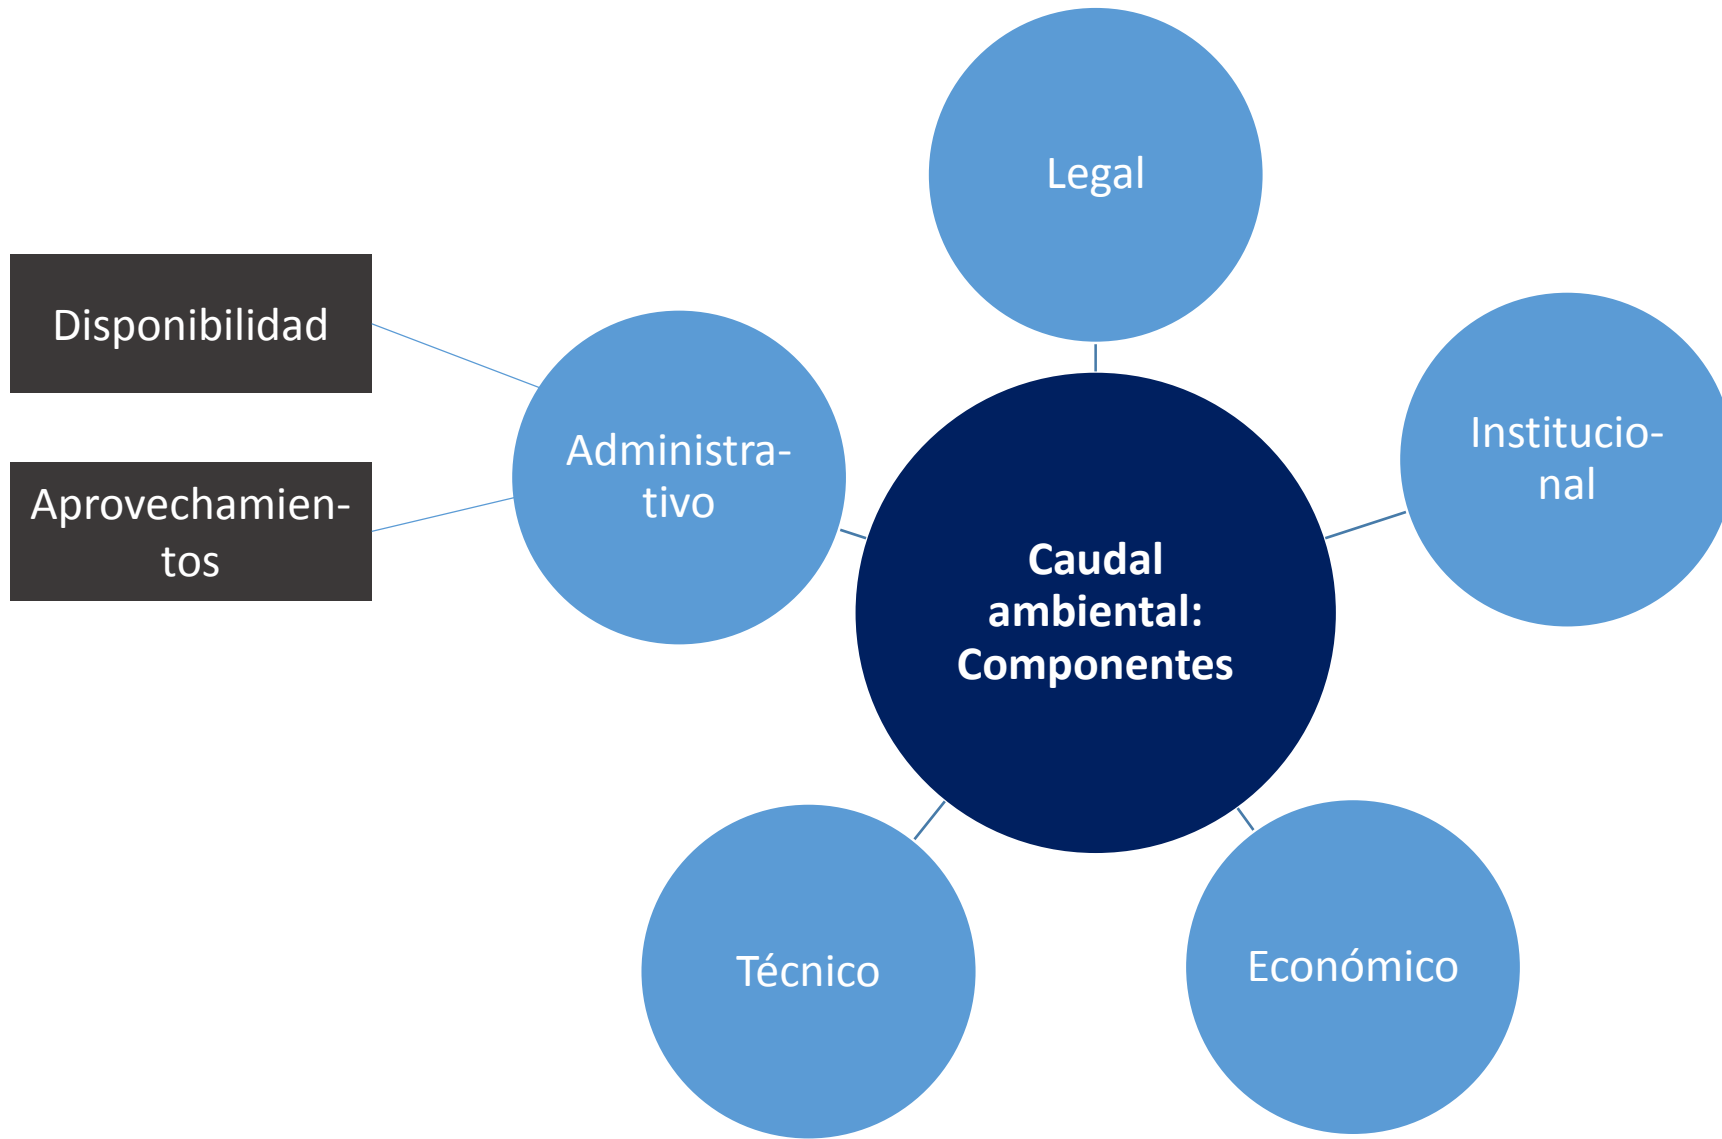 Legal
Disponibilidad
Administra-
tivo
Institucio-
nal
Aprovechamien-
tos
Caudal
ambiental:
Componentes
Técnico
Económico